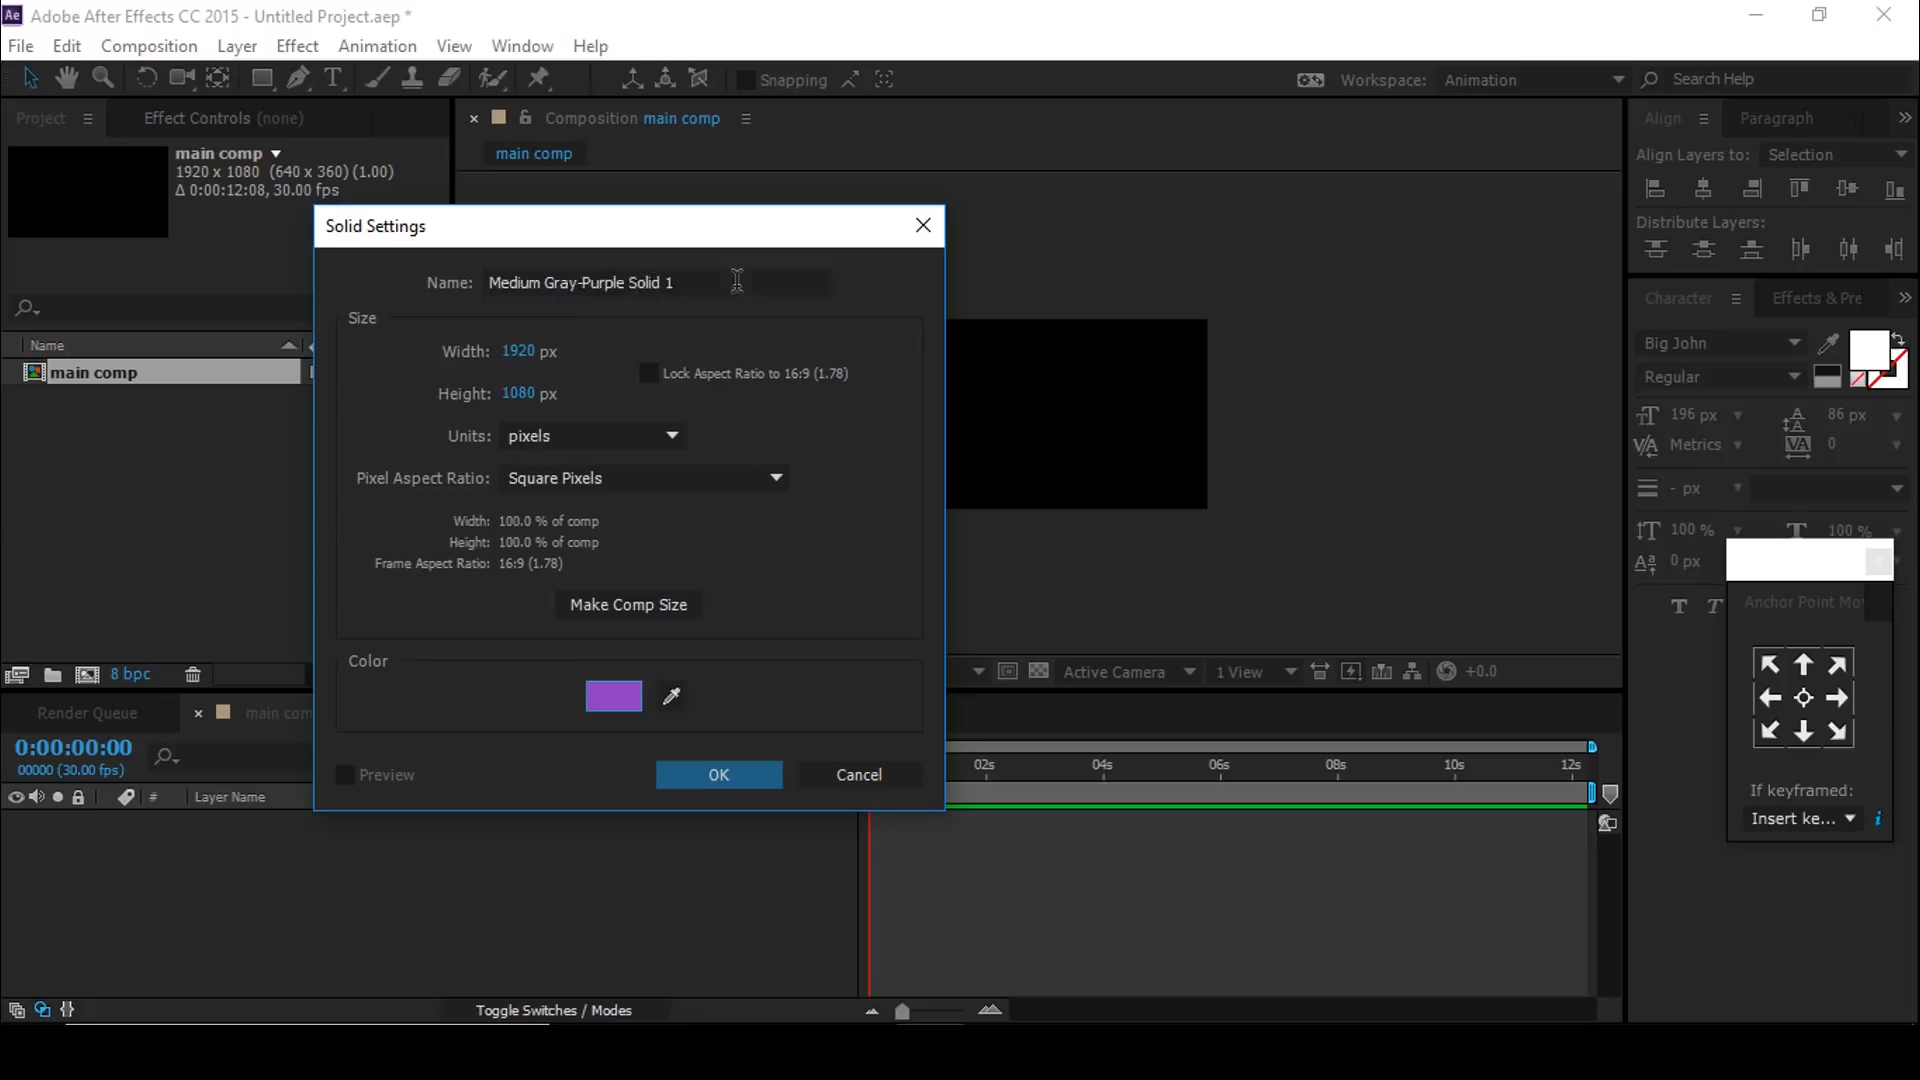 Ae Adobe After Effects CC 2015 - Untitled Project.aep *
File Edit Composition Layer Effect Animation View Window Help
T Snapping Workspace: Animation Search Help
Project Effect Controls (none)
main comp
1920 x 1080 (640 x 360) (1.00)
Δ 0:00:12:08, 30.00 fps
Name
main comp
8 bpc
Composition main comp
main comp
Solid Settings
Name: Medium Gray-Purple Solid 1
Size
Width: 1920 px
Lock Aspect Ratio to 16:9 (1.78)
Height: 1080 px
Units: pixels
Pixel Aspect Ratio: Square Pixels
Width: 100.0 % of comp
Height: 100.0 % of comp
Frame Aspect Ratio: 16:9 (1.78)
Make Comp Size
Color
Preview OK Cancel
Active Camera 1 View +0.0
Align Paragraph
Align Layers to: Selection
Distribute Layers:
Character Effects & Pre
Big John
Regular
196 px 86 px
Metrics 0
- px
100 % 100 %
0 px
T T
Anchor Point Mov
If keyframed:
Insert ke... i
Render Queue main com
0:00:00:00
00000 (30.00 fps)
# Layer Name
02s 04s 06s 08s 10s 12s
Toggle Switches / Modes